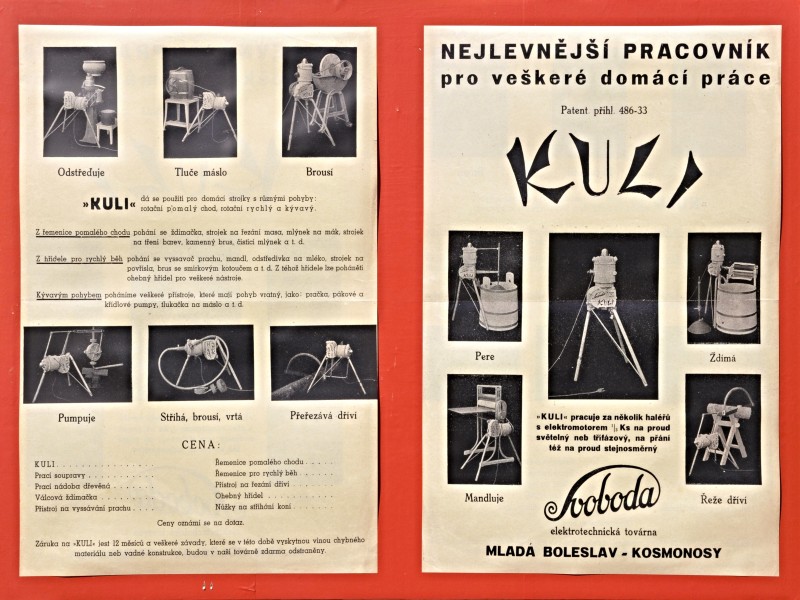 Odstřeďuje
Tluče máslo
Brousí
»KULI« dá se použíti pro domácí strojky s různými pohyby:
rotační pomalý chod, rotační rychlý a kývavý.
Z řemenice pomalého chodu pohání se ždímačka, strojek na řezání masa, mlýnek na mák, strojek
na tření barev, kamenný brus, čisticí mlýnek a t. d.
Z hřídele pro rychlý běh pohání se vyssavač prachu, mandl, odstředivka na mléko, strojek na
povřísla, brus se smirkovým kotoučem a t d. Z téhož hřídele lze poháněti
ohebný hřídel pro veškeré nástroje.
Kývavým pohybem poháníme veškeré přístroje, které mají pohyb vratný, jako: pračka, pákové a
křídlové pumpy, tlukačka na máslo a t. d.
Pumpuje
Stříhá, brousí, vrtá
Přeřezává dříví
CENA:
KULI . . . . . . . . . . . . . .
Prací soupravy . . . . . . . . . .
Prací nádoba dřevěná . . . . . . .
Válcová ždímačka . . . . . . . .
Přístroj na vyssávání prachu . . . .
Řemenice pomalého chodu . . . . .
Řemenice pro rychlý běh . . . . .
Přístroj na řezání dříví . . . . . .
Ohebný hřídel . . . . . . . . .
Nůžky na stříhání koní . . . . . .
Ceny oznámí se na dotaz.
Záruka na »KULI« jest 12 měsíců a veškeré závady, které se v této době vyskytnou vinou chybného
materiálu neb vadné konstrukce, budou v naší továrně zdarma odstraněny.
NEJLEVNĚJŠÍ PRACOVNÍK
pro veškeré domácí práce
Patent. přihl. 486-33
KULI
Pere
Ždímá
Mandluje
Řeže dříví
»KULI« pracuje za několik haléřů
s elektromotorem 1/3 Ks na proud
světelný neb třífázový, na přání
též na proud stejnosměrný
Svoboda
elektrotechnická továrna
MLADÁ BOLESLAV - KOSMONOSY